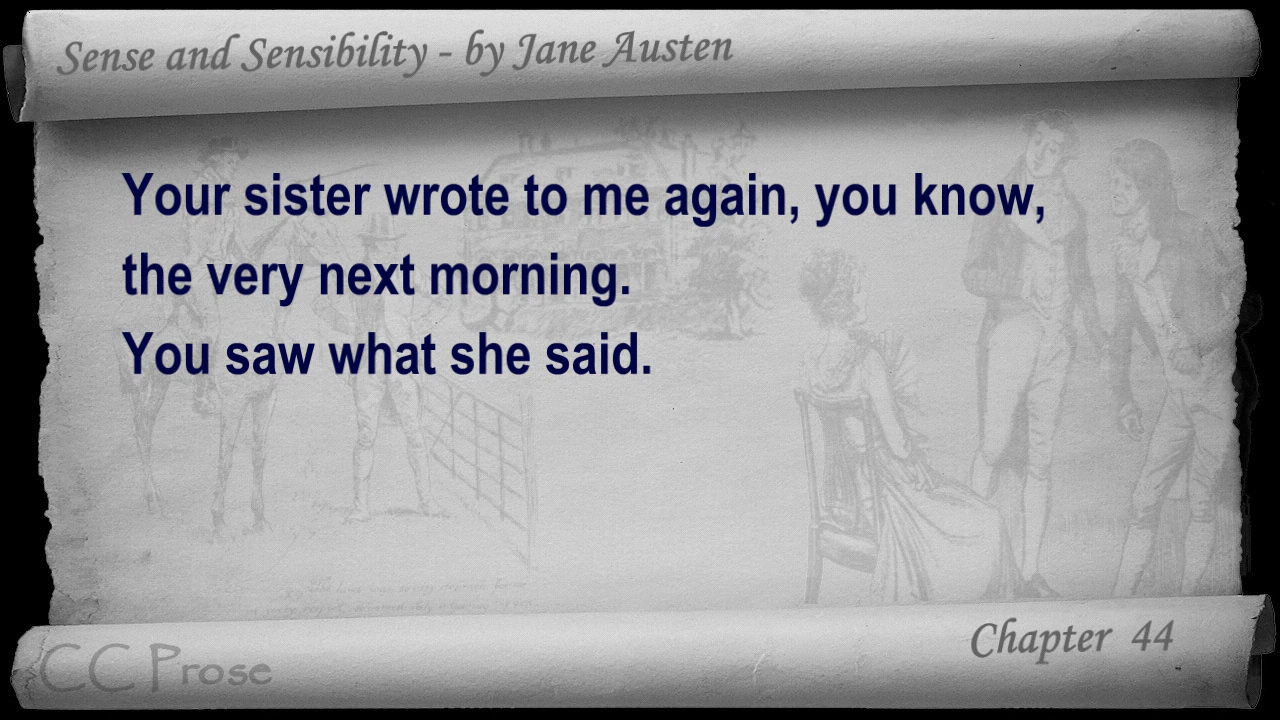 Sense and Sensibility - by Jane Austen
Your sister wrote to me again, you know,
the very next morning.
You saw what she said.
Chapter 44
CC Prose